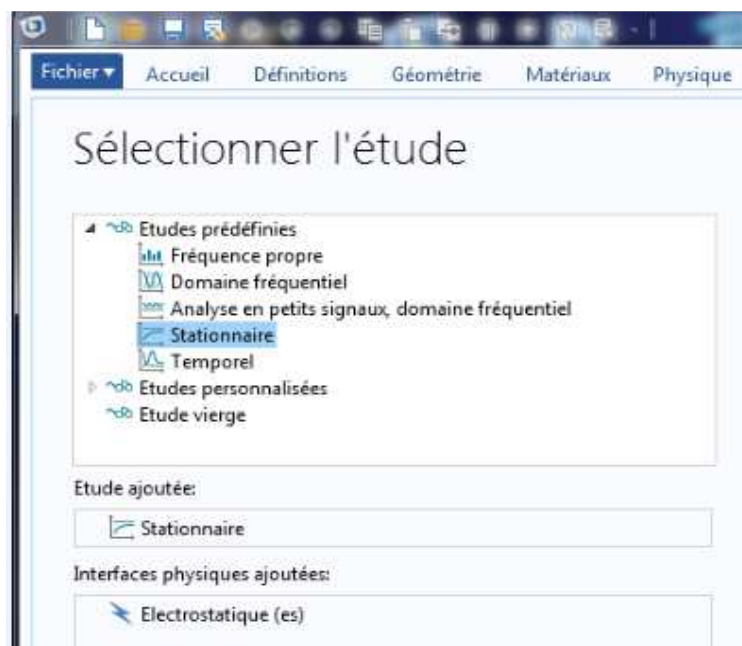 Fichier Accueil Définitions Géométrie Matériaux Physique
Sélectionner l'étude
Etudes prédéfinies
Fréquence propre
Domaine fréquentiel
Analyse en petits signaux, domaine fréquentiel
Stationnaire
Temporel
Etudes personnalisées
Etude vierge
Etude ajoutée:
Stationnaire
Interfaces physiques ajoutées:
Electrostatique (es)